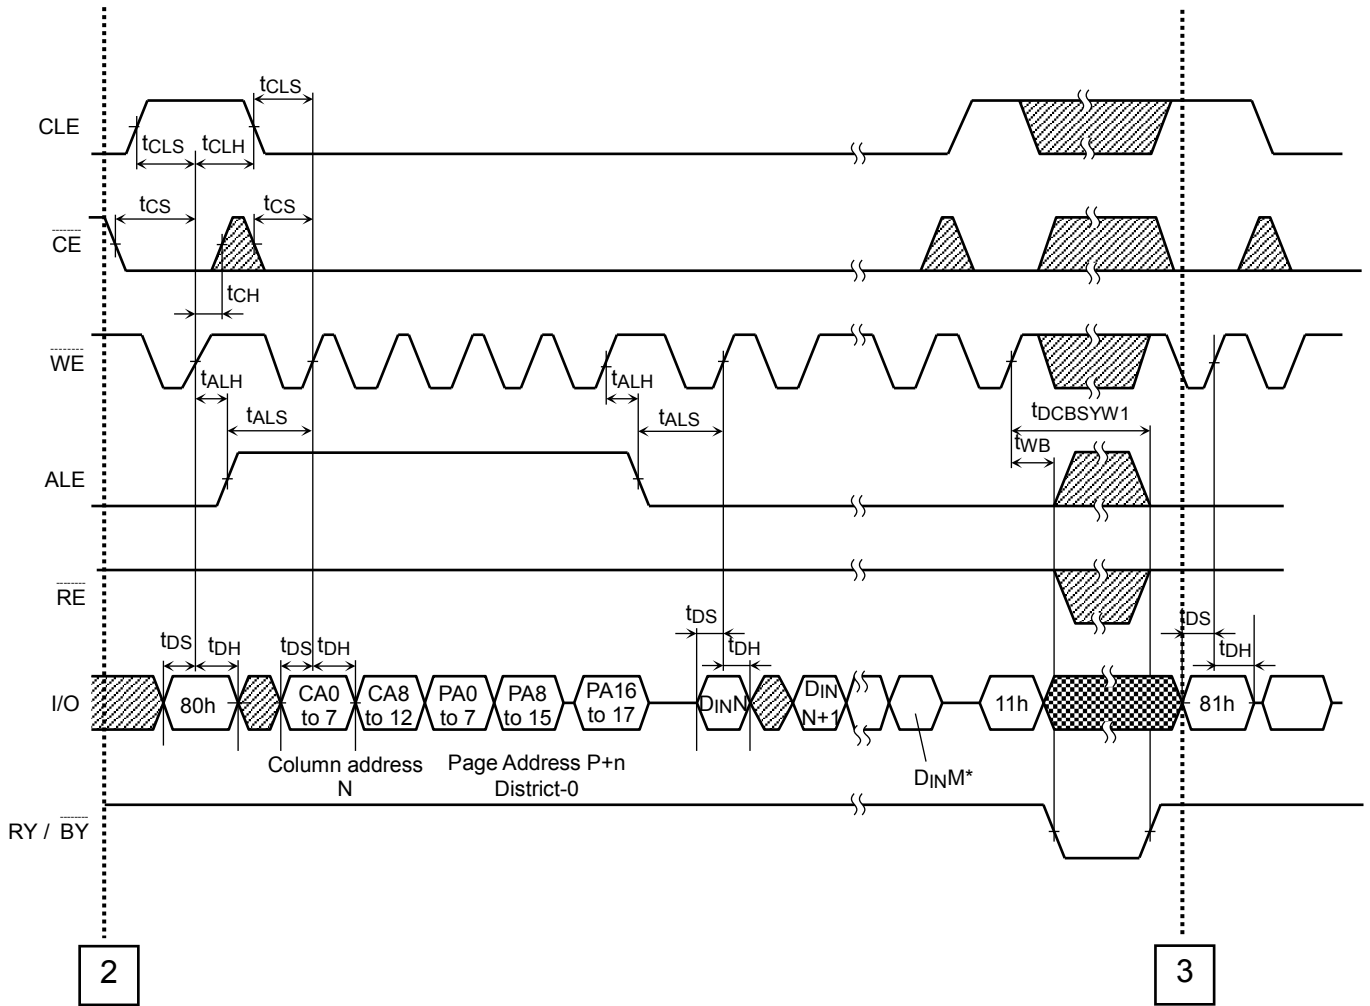 tCLS
CLE
tCLS
tCLH
tCS
tCS
CE
tCH
WE
tALH
tALH
tALS
tALS
tDCBSYW1
tWB
ALE
RE
tDS
tDH
tDS
tDH
tDS
tDH
tDS
tDH
I/O
80h
CA0
to 7
CA8
to 12
PA0
to 7
PA8
to 15
PA16
to 17
DINN
DIN
N+1
11h
81h
Column address
N
Page Address P+n
District-0
DINM*
RY / BY
2
3